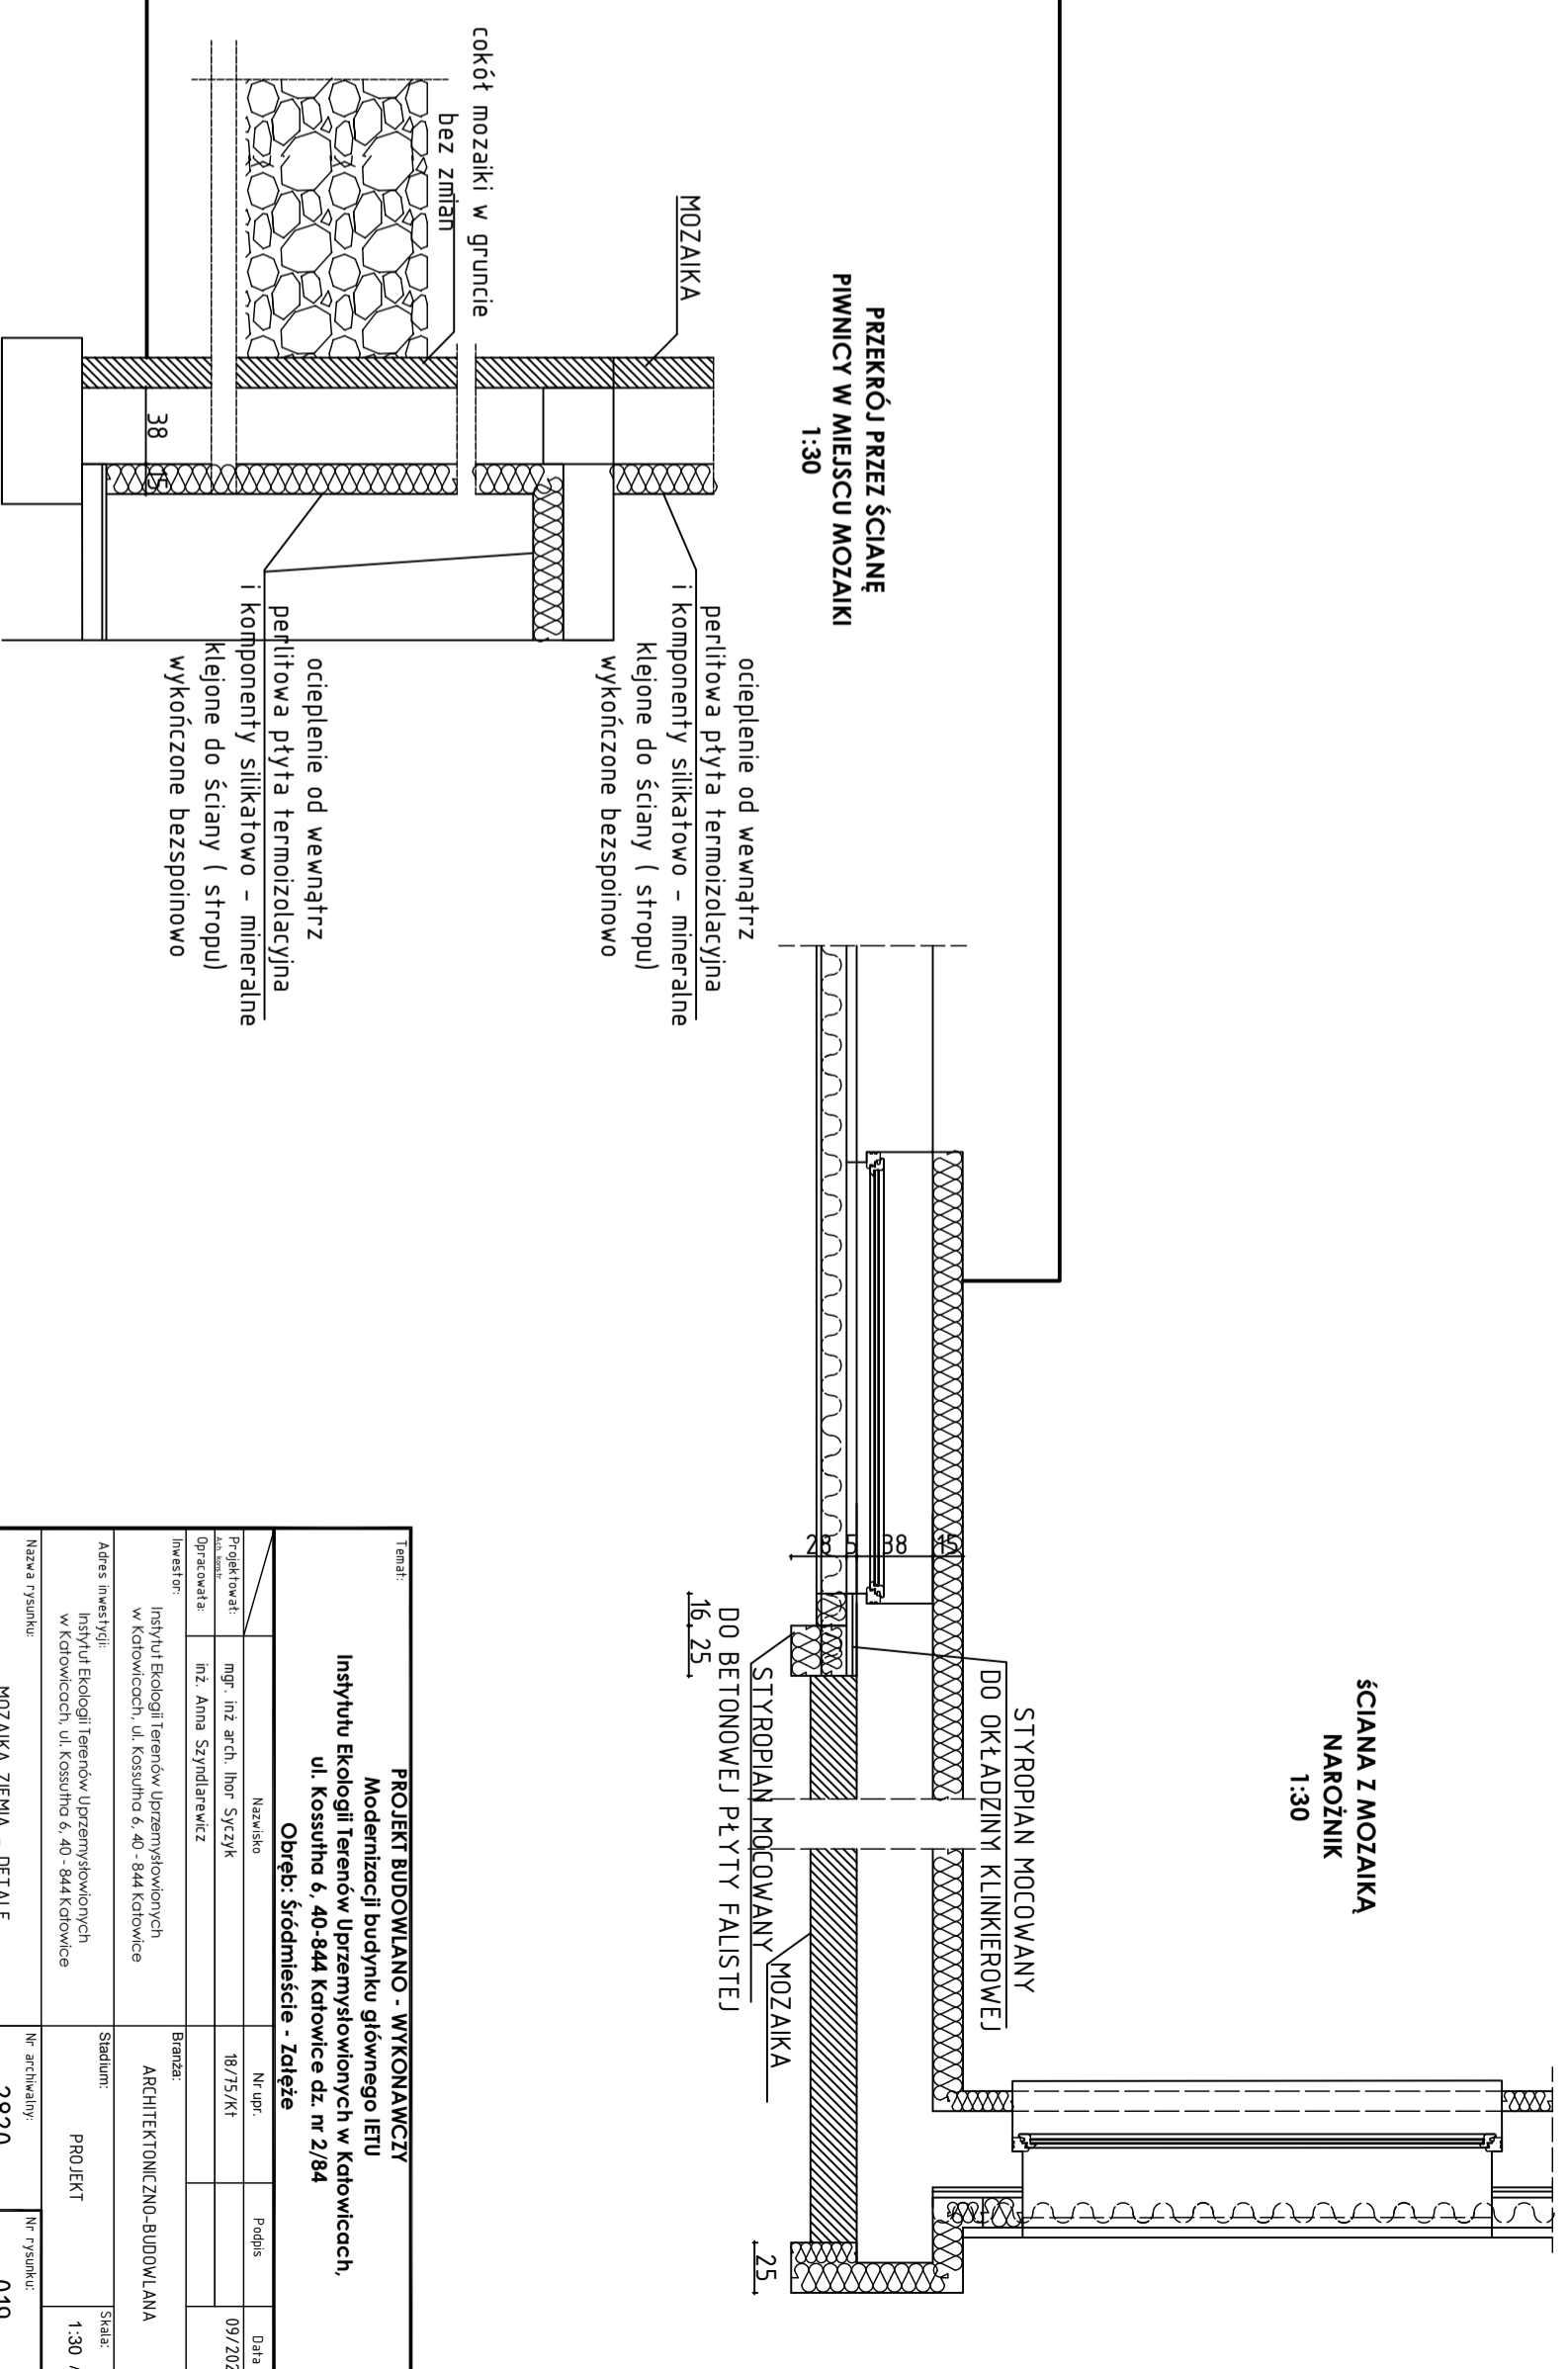 PRZEKRÓJ PRZEZ ŚCIANĘ
PIWNICY W MIEJSCU MOZAIKI
1:30
MOZAIKA
cokół mozaiki w gruncie
bez zmian
ocieplenie od wewnątrz
perlitowa płyta termoizolacyjna
i komponenty silikatowo - mineralne
klejone do ściany ( stropu)
wykończone bezspoinowo
ocieplenie od wewnątrz
perlitowa płyta termoizolacyjna
i komponenty silikatowo - mineralne
klejone do ściany ( stropu)
wykończone bezspoinowo
38 15
ŚCIANA Z MOZAIKĄ
NAROŻNIK
1:30
STYROPIAN MOCOWANY
DO OKŁADZINY KLINKIEROWEJ
28 5 38 15
MOZAIKA
STYROPIAN MOCOWANY
DO BETONOWEJ PŁYTY FALISTEJ
16, 25
25
Temat:
PROJEKT BUDOWLANO - WYKONAWCZY
Modernizacji budynku głównego IETU
Instytutu Ekologii Terenów Uprzemysłowionych w Katowicach,
ul. Kossutha 6, 40-844 Katowice dz. nr 2/84
Obręb: Śródmieście - Załęże
Nazwisko Nr upr. Podpis Data
Projektował: mgr. inż arch. Ihor Syczyk 18/75/Kt 09/202
Opracowała: inż. Anna Szyndlarewicz
Inwestor:
Instytut Ekologii Terenów Uprzemysłowionych
w Katowicach, ul. Kossutha 6, 40 - 844 Katowice
Branża:
ARCHITEKTONICZNO-BUDOWLANA
Adres inwestycji:
Instytut Ekologii Terenów Uprzemysłowionych
w Katowicach, ul. Kossutha 6, 40 - 844 Katowice
Stadium:
PROJEKT
Skala:
1:30
Nazwa rysunku:
MOZAIKA ZIEMIA - DETALE
Nr archiwalny:
2820
Nr rysunku:
019